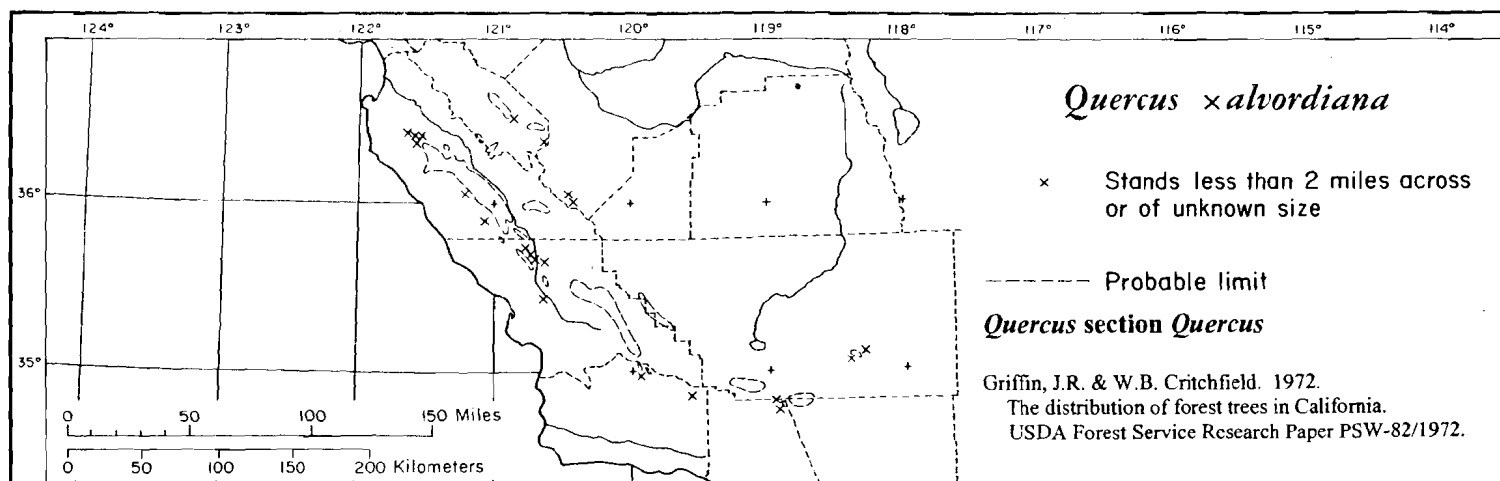 124° 123° 122° 121° 120° 119° 118° 117° 116° 115° 114°
Quercus ×alvordiana
× Stands less than 2 miles across
or of unknown size
36°
Probable limit
Quercus section Quercus
35°
Griffin, J.R. & W.B. Critchfield. 1972.
The distribution of forest trees in California.
USDA Forest Service Research Paper PSW-82/1972.
0 50 100 150 Miles
0 50 100 150 200 Kilometers